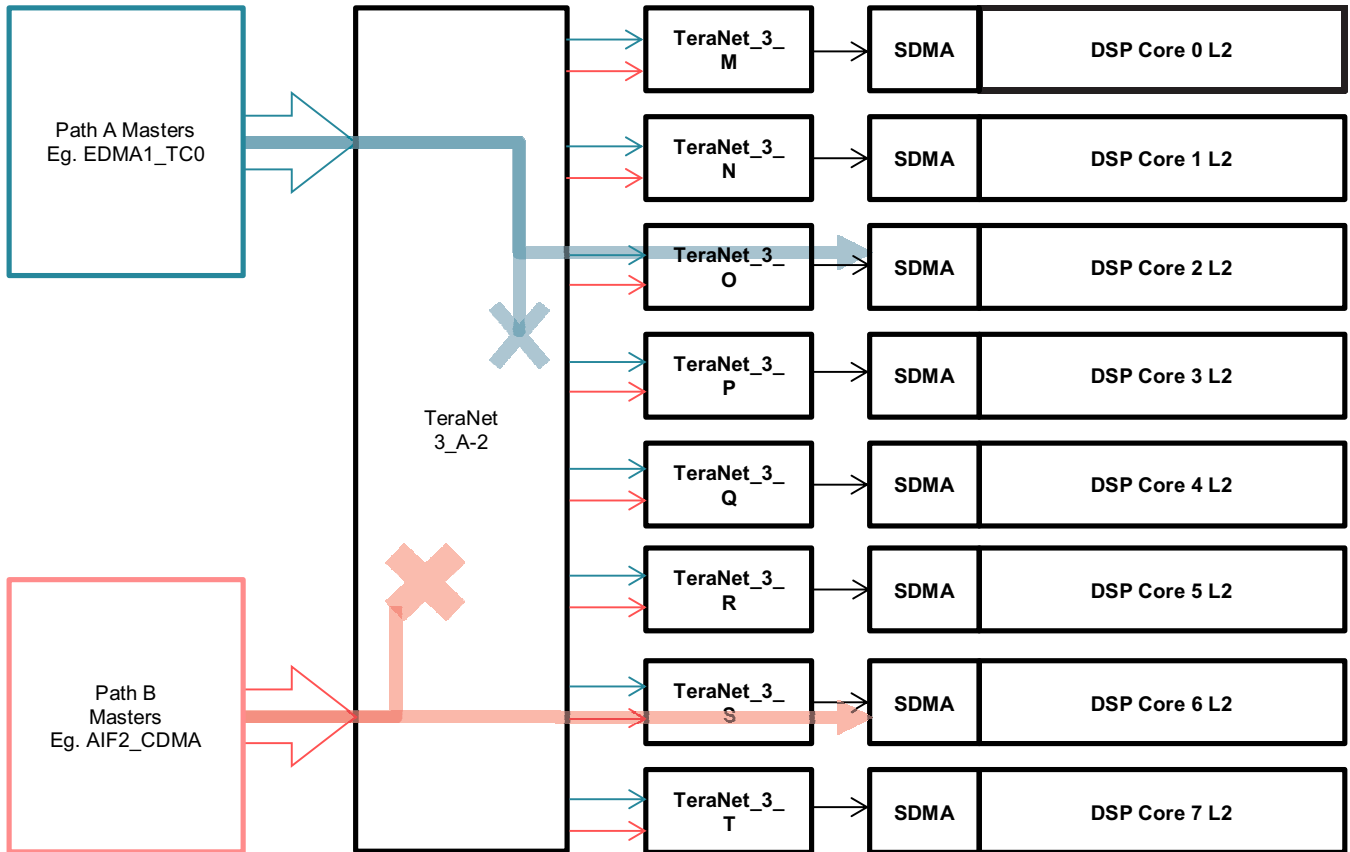 Path A Masters
Eg. EDMA1_TC0
TeraNet
3_A-2
Path B
Masters
Eg. AIF2_CDMA
TeraNet_3_
M
SDMA
DSP Core 0 L2
TeraNet_3_
N
SDMA
DSP Core 1 L2
TeraNet_3_
O
SDMA
DSP Core 2 L2
TeraNet_3_
P
SDMA
DSP Core 3 L2
TeraNet_3_
Q
SDMA
DSP Core 4 L2
TeraNet_3_
R
SDMA
DSP Core 5 L2
TeraNet_3_
S
SDMA
DSP Core 6 L2
TeraNet_3_
T
SDMA
DSP Core 7 L2